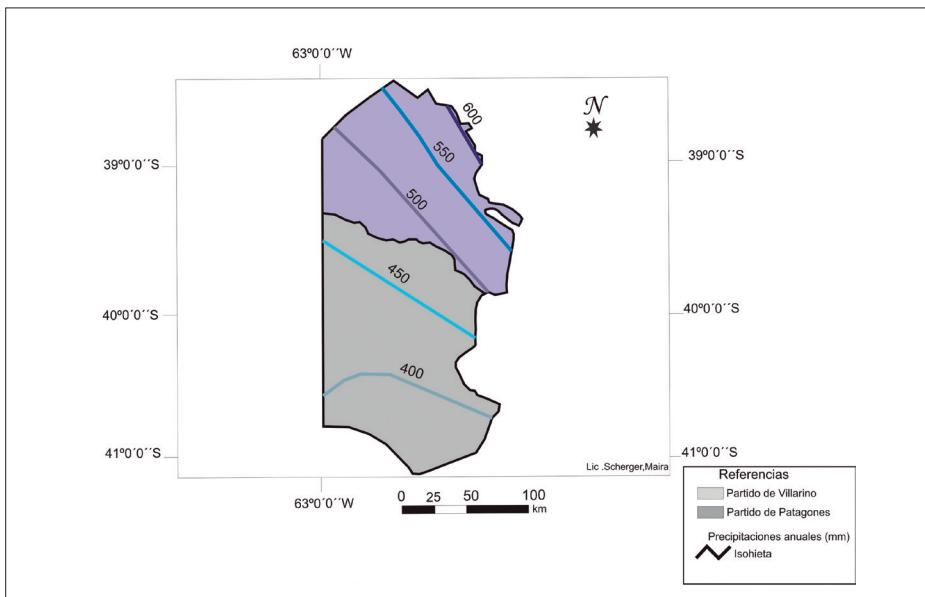 63º0´0´´W
N
600
39º0´0´´S
550
39º0´0´´S
500
450
40º0´0´´S
40º0´0´´S
400
41º0´0´´S
41º0´0´´S
Lic .Scherger,Maira
63º0´0´´W
0 25 50 100
km
Referencias
Partido de Villarino
Partido de Patagones
Precipitaciones anuales (mm)
Isohieta